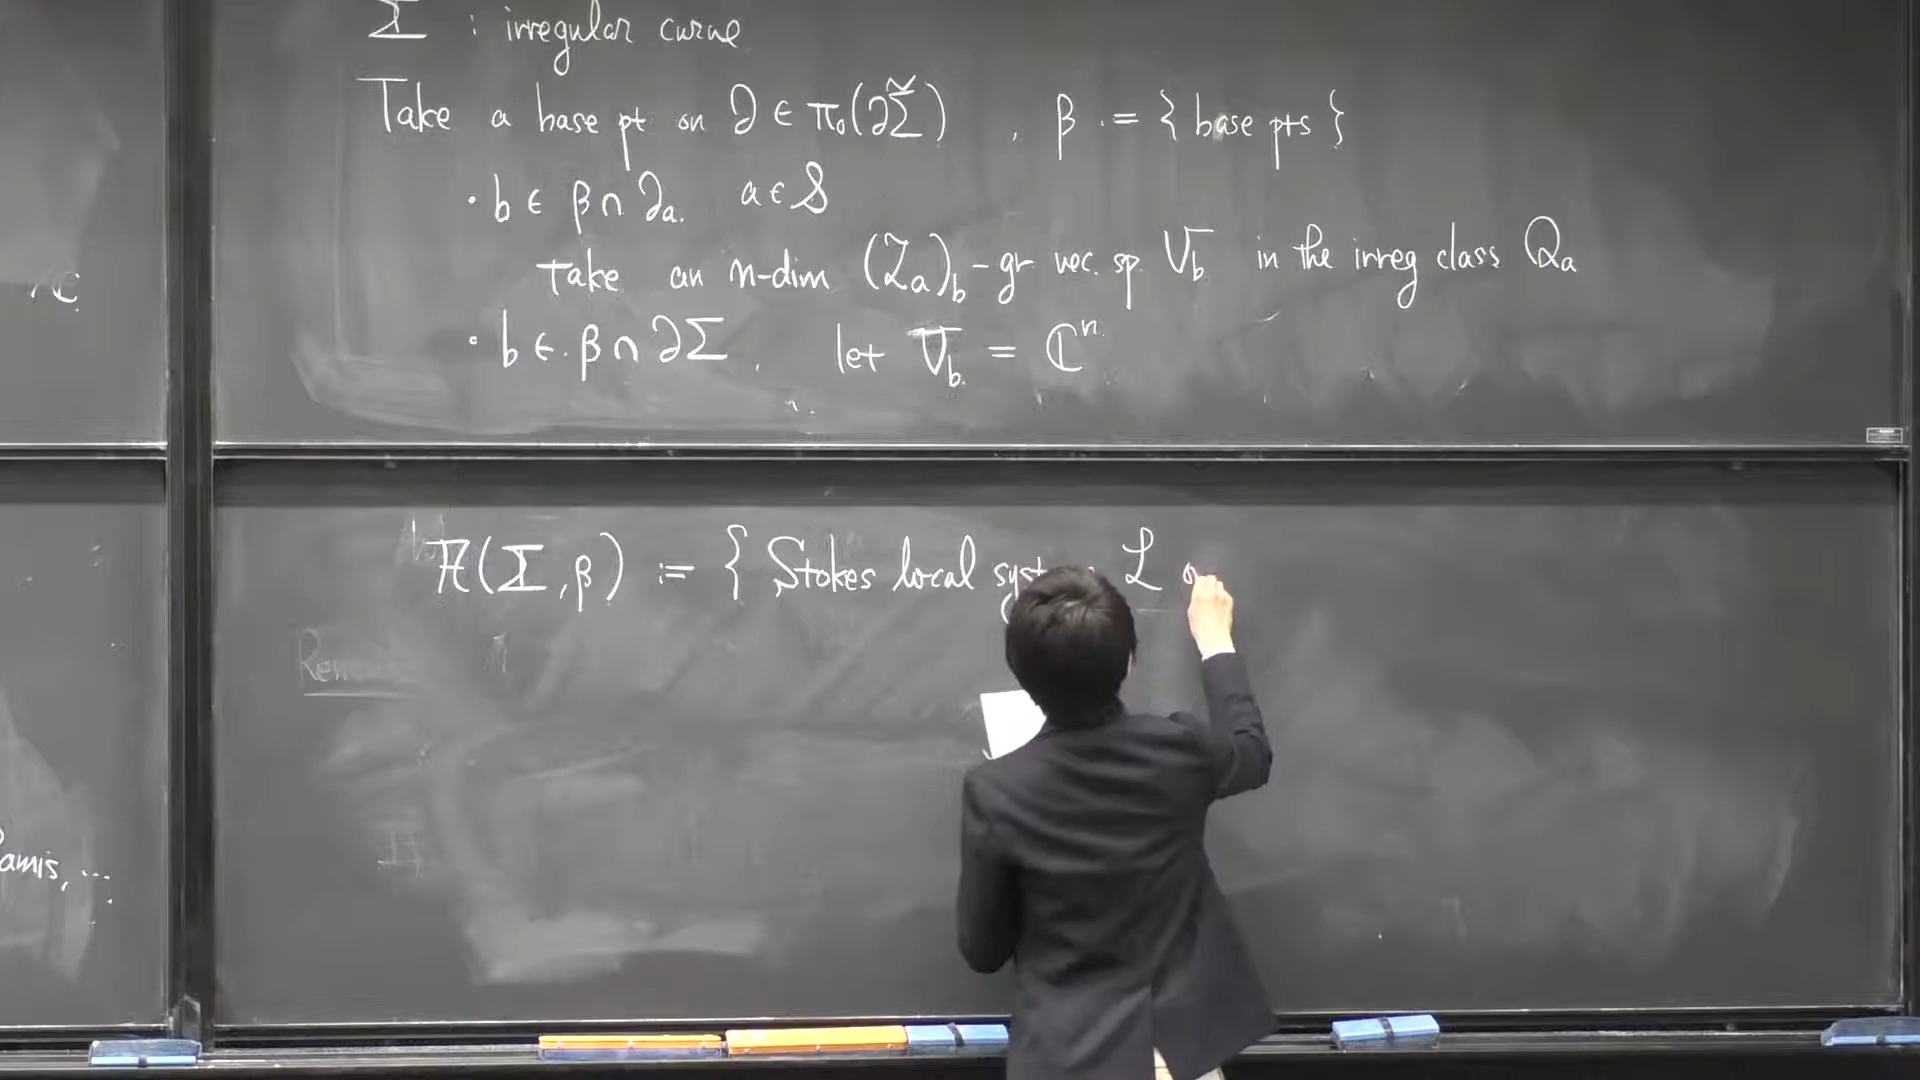 Σ : irregular curve
Take a base pt on ∂ ∈ π₀(∂Σ̌) , β := { base pts }
· b ∈ β ∩ ∂a. a ∈ S
Take an n-dim (Ia)b-gr vec. sp. Vb in the irreg class Qa
· b ∈ β ∩ ∂Σ , let Vb = ℂⁿ
(Σ, β) := { Stokes local L
amis, ...